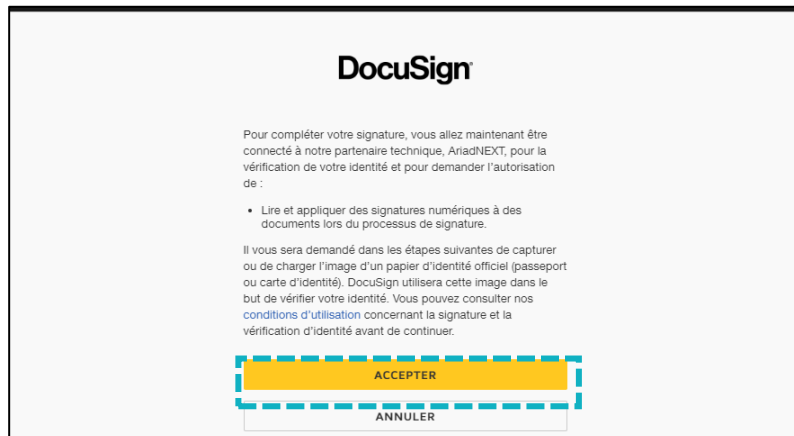 DocuSign
Pour compléter votre signature, vous allez maintenant être
connecté à notre partenaire technique, AriadNEXT, pour la
vérification de votre identité et pour demander l'autorisation
de :
• Lire et appliquer des signatures numériques à des
documents lors du processus de signature.
Il vous sera demandé dans les étapes suivantes de capturer
ou de charger l'image d'un papier d'identité officiel (passeport
ou carte d'identité). DocuSign utilisera cette image dans le
but de vérifier votre identité. Vous pouvez consulter nos
conditions d'utilisation concernant la signature et la
vérification d'identité avant de continuer.
ACCEPTER
ANNULER